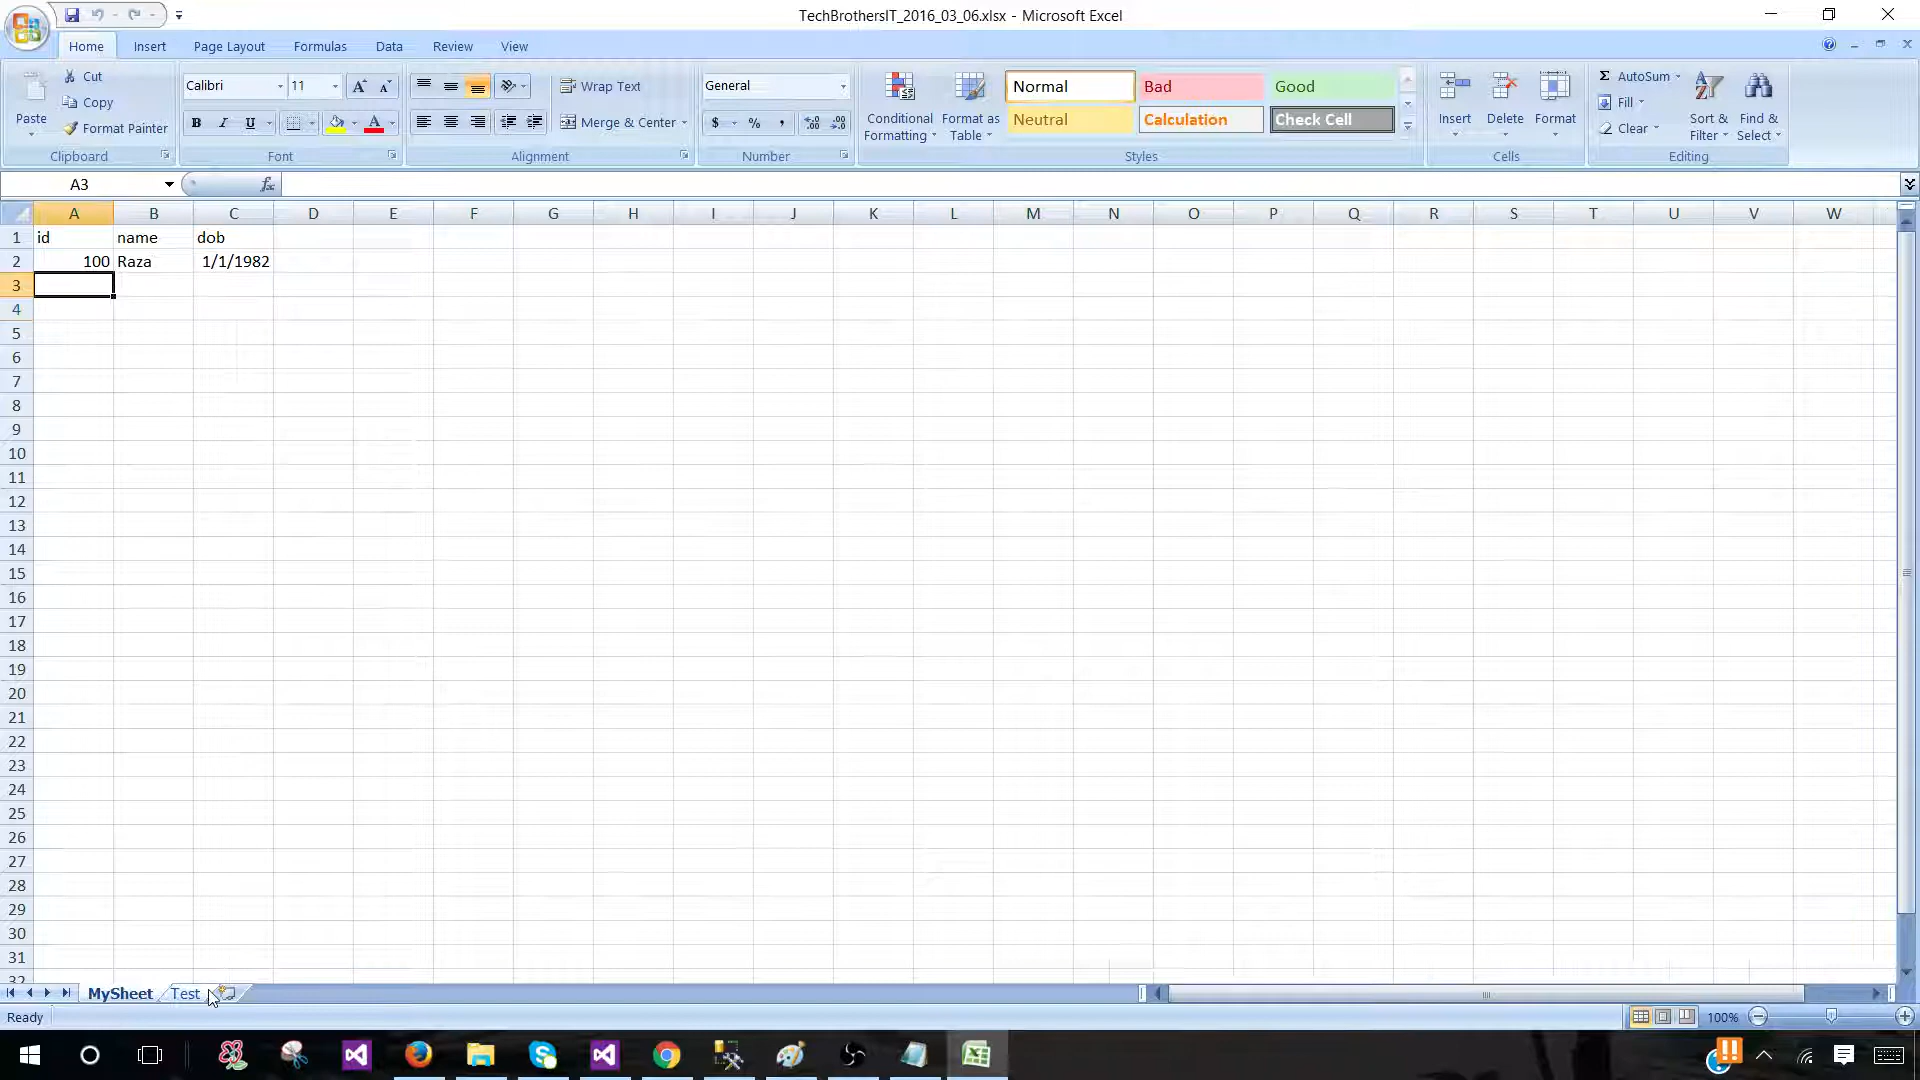 TechBrothersIT_2016_03_06.xlsx - Microsoft Excel
Home Insert Page Layout Formulas Data Review View
Paste
Cut
Copy
Format Painter
Clipboard
Calibri 11
B I U
Font
Wrap Text
Merge & Center
Alignment
General
$ % ,
Number
Conditional Formatting
Format as Table
Normal Bad Good
Neutral Calculation Check Cell
Styles
Insert Delete Format
Cells
Σ AutoSum
Fill
Clear
Sort & Filter
Find & Select
Editing
A3 fx
A B C D E F G H I J K L M N O P Q R S T U V W
1 id name dob
2 100 Raza 1/1/1982
3
4
5
6
7
8
9
10
11
12
13
14
15
16
17
18
19
20
21
22
23
24
25
26
27
28
29
30
31
32
MySheet Test
Ready 100%